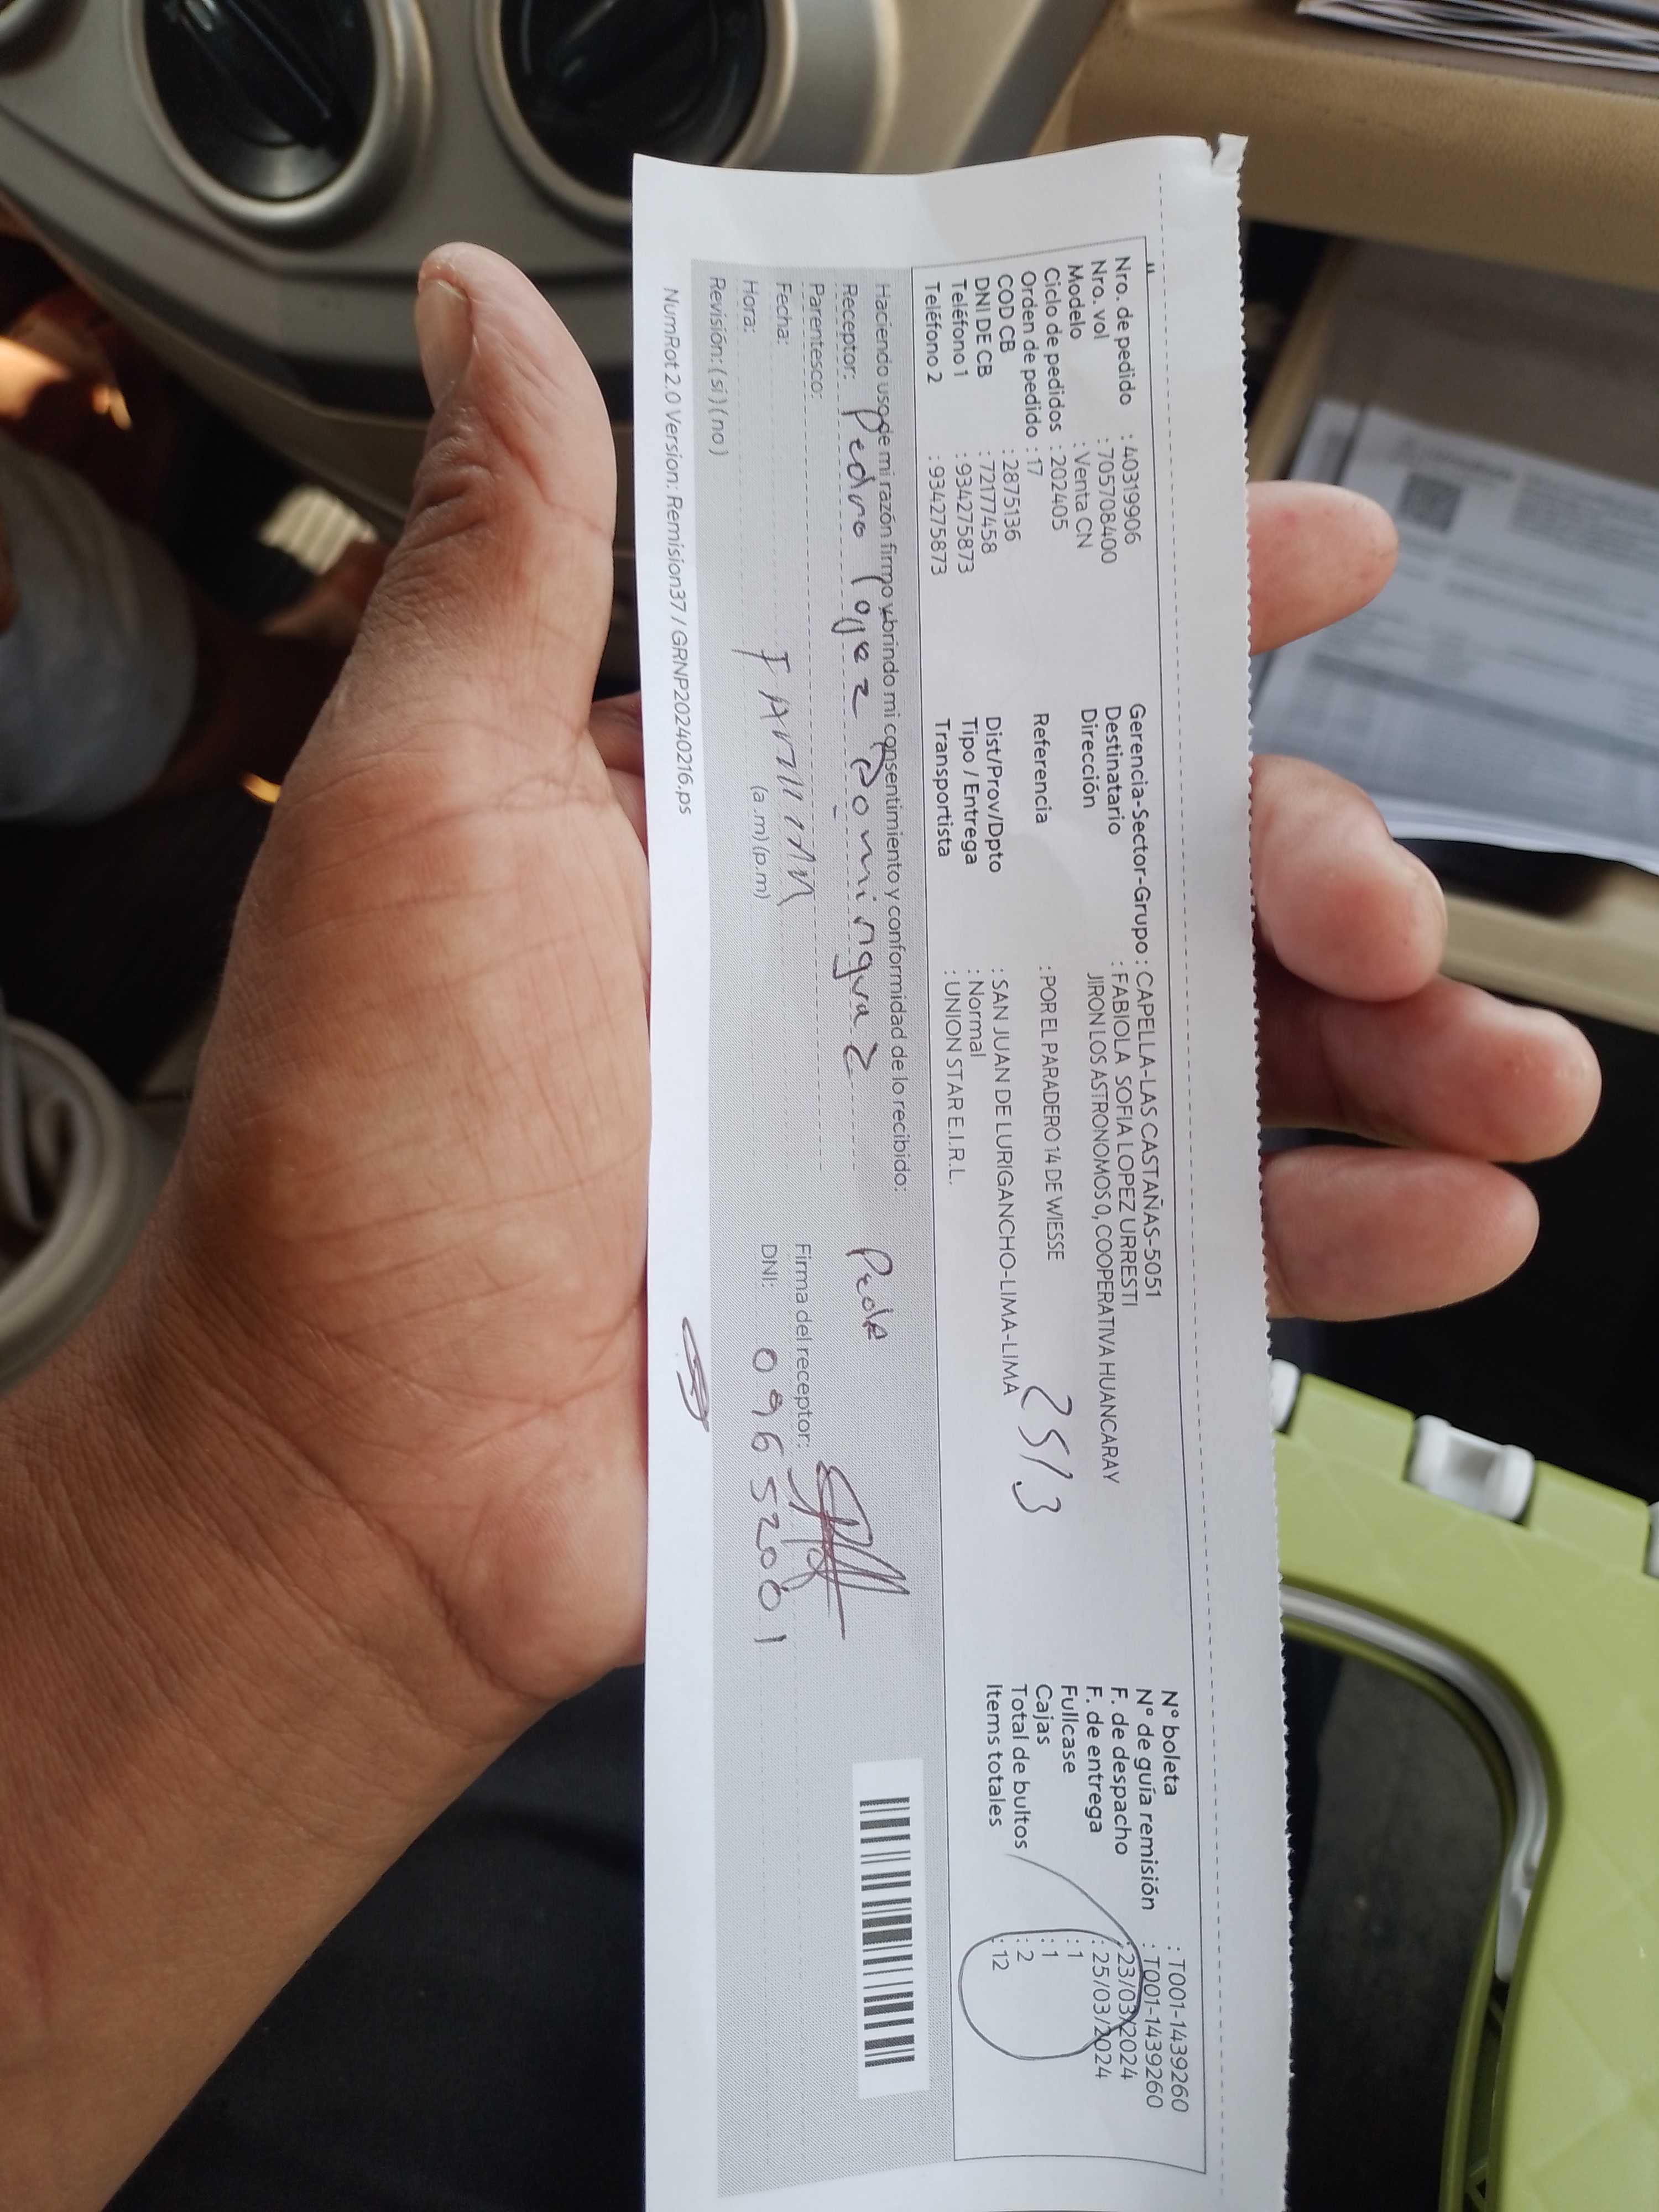 Nro. de pedido : 40319906
Nro. vol : 705708400
Modelo : Venta CN
Ciclo de pedidos : 202405
Orden de pedido : 17
COD CB : 2875136
DNI DE CB : 72177458
Teléfono 1 : 934275873
Teléfono 2 : 934275873
Gerencia-Sector-Grupo : CAPELLA-LAS CASTAÑAS-5051
Destinatario : FABIOLA SOFIA LOPEZ URRESTI
Dirección JIRON LOS ASTRONOMOS 0, COOPERATIVA HUANCARAY
Referencia : POR EL PARADERO 14 DE WIESSE
Dist/Prov/Dpto : SAN JUAN DE LURIGANCHO-LIMA-LIMA
Tipo / Entrega : Normal
Transportista : UNION STAR E.I.R.L.
25/3
N° boleta : T001-1439260
N° de guía remisión : T001-1439260
F. de despacho : 23/03/2024
F. de entrega : 25/03/2024
Fullcase : 1
Cajas : 1
Total de bultos : 2
Items totales : 12
Haciendo uso de mi razón firmo y brindo mi consentimiento y conformidad de lo recibido:
Receptor: Pedro
Parentesco:
Fecha:
Hora: (a.m) (p.m)
Revisión: ( si ) ( no )
Firma del receptor:
DNI: 09652001
NumRot 2.0 Version: Remision37 / GRNP20240216.ps